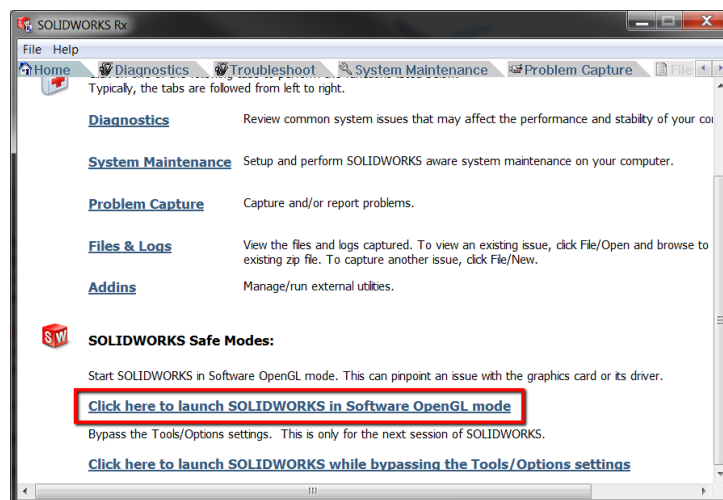 SOLIDWORKS Rx
File Help
Home Diagnostics Troubleshoot System Maintenance Problem Capture File
Typically, the tabs are followed from left to right.
Diagnostics Review common system issues that may affect the performance and stability of your co
System Maintenance Setup and perform SOLIDWORKS aware system maintenance on your computer.
Problem Capture Capture and/or report problems.
Files & Logs View the files and logs captured. To view an existing issue, click File/Open and browse to
existing zip file. To capture another issue, click File/New.
Addins Manage/run external utilities.
SW SOLIDWORKS Safe Modes:
Start SOLIDWORKS in Software OpenGL mode. This can pinpoint an issue with the graphics card or its driver.
Click here to launch SOLIDWORKS in Software OpenGL mode
Bypass the Tools/Options settings. This is only for the next session of SOLIDWORKS.
Click here to launch SOLIDWORKS while bypassing the Tools/Options settings